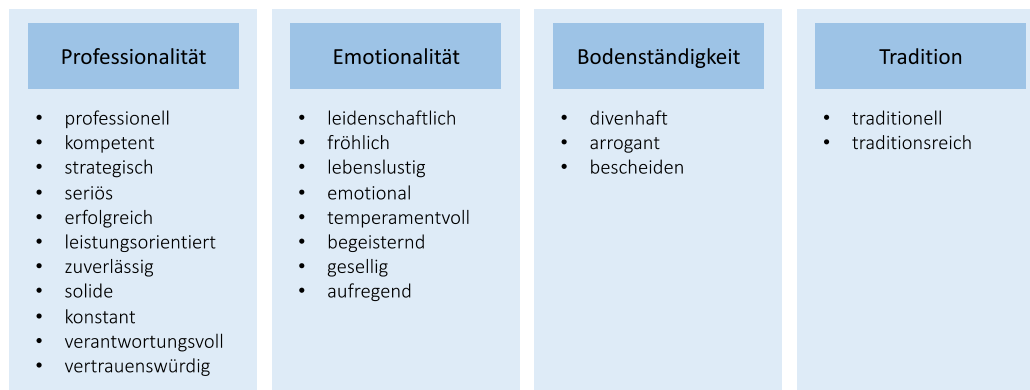 Professionalität
• professionell
• kompetent
• strategisch
• seriös
• erfolgreich
• leistungsorientiert
• zuverlässig
• solide
• konstant
• verantwortungsvoll
• vertrauenswürdig
Emotionalität
• leidenschaftlich
• fröhlich
• lebenslustig
• emotional
• temperamentvoll
• begeisternd
• gesellig
• aufregend
Bodenständigkeit
• divenhaft
• arrogant
• bescheiden
Tradition
• traditionell
• traditionsreich